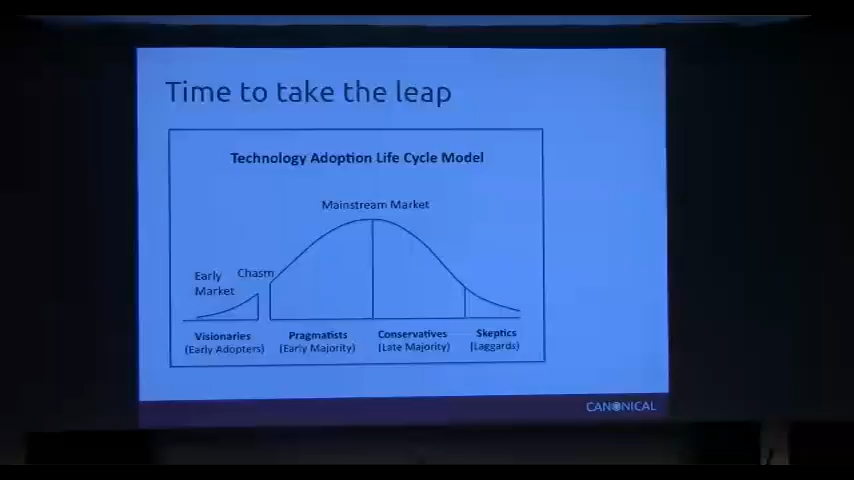 Time to take the leap
Technology Adoption Life Cycle Model
Mainstream Market
Early
Market
Chasm
Visionaries
(Early Adopters)
Pragmatists
(Early Majority)
Conservatives
(Late Majority)
Skeptics
(Laggards)
CANONICAL